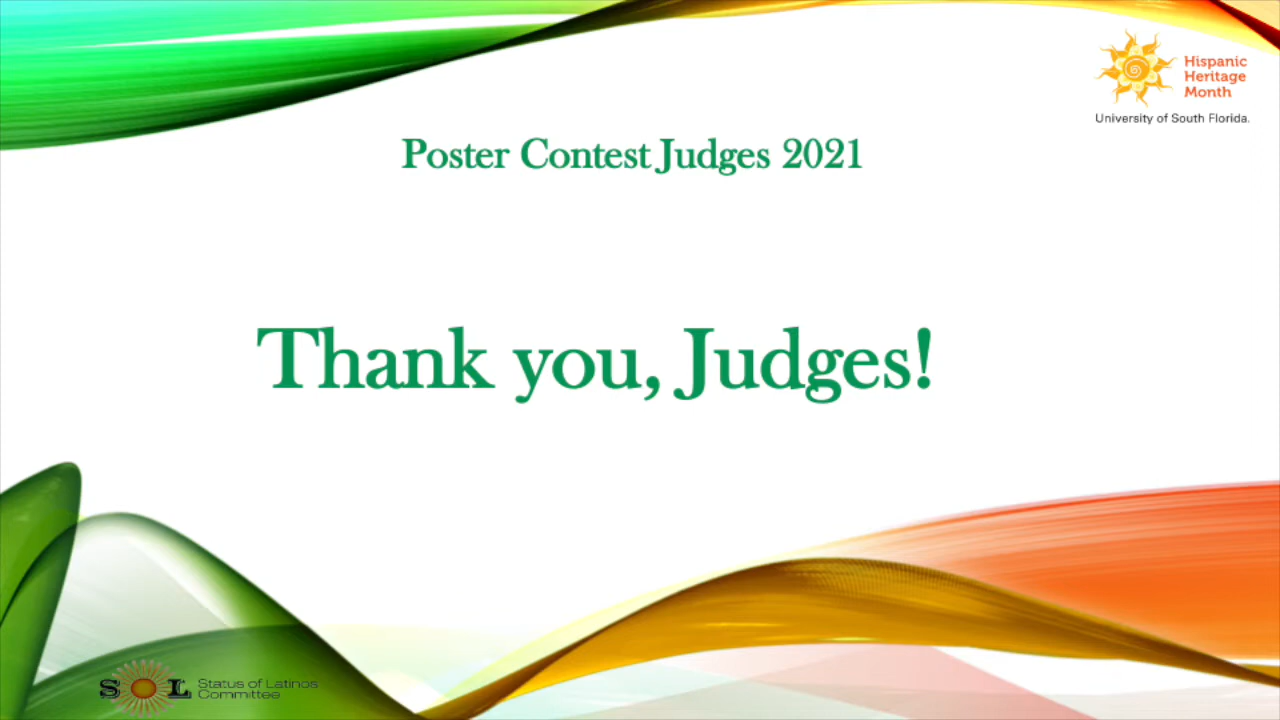 Hispanic
Heritage
Month
University of South Florida.
Poster Contest Judges 2021
Thank you, Judges!
SOL Status of Latinos
Committee